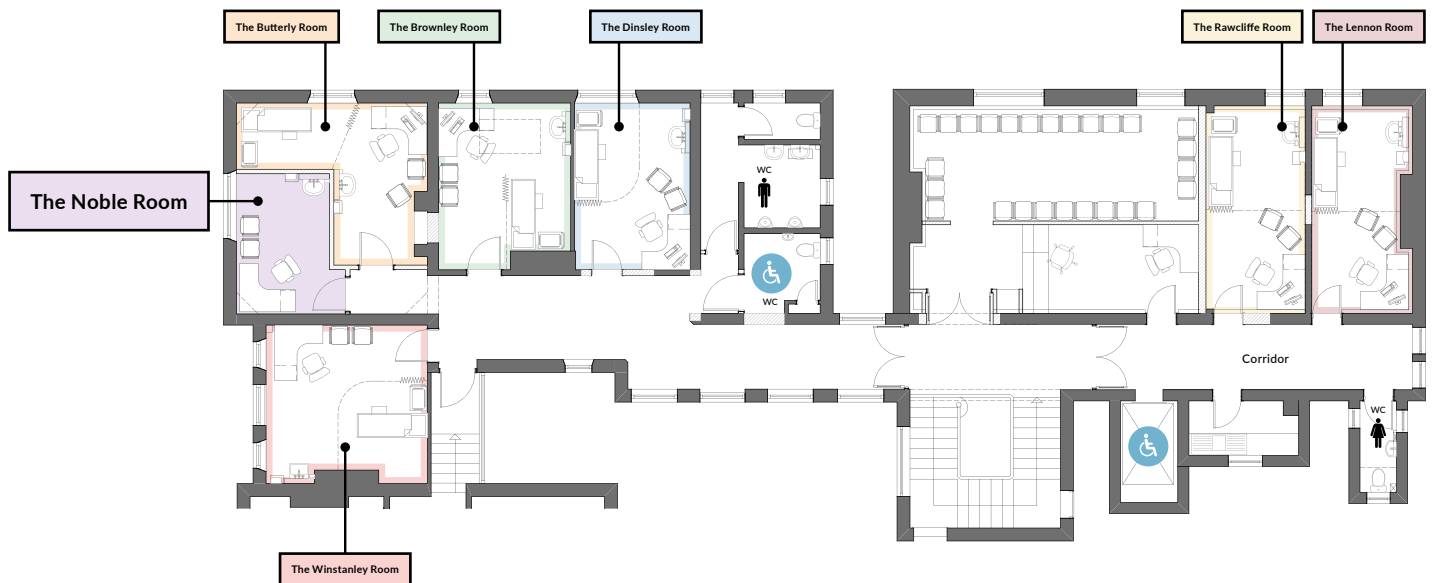 The Butterly Room
The Brownley Room
The Dinsley Room
The Rawcliffe Room
The Lennon Room
The Noble Room
WC
WC
Corridor
WC
The Winstanley Room